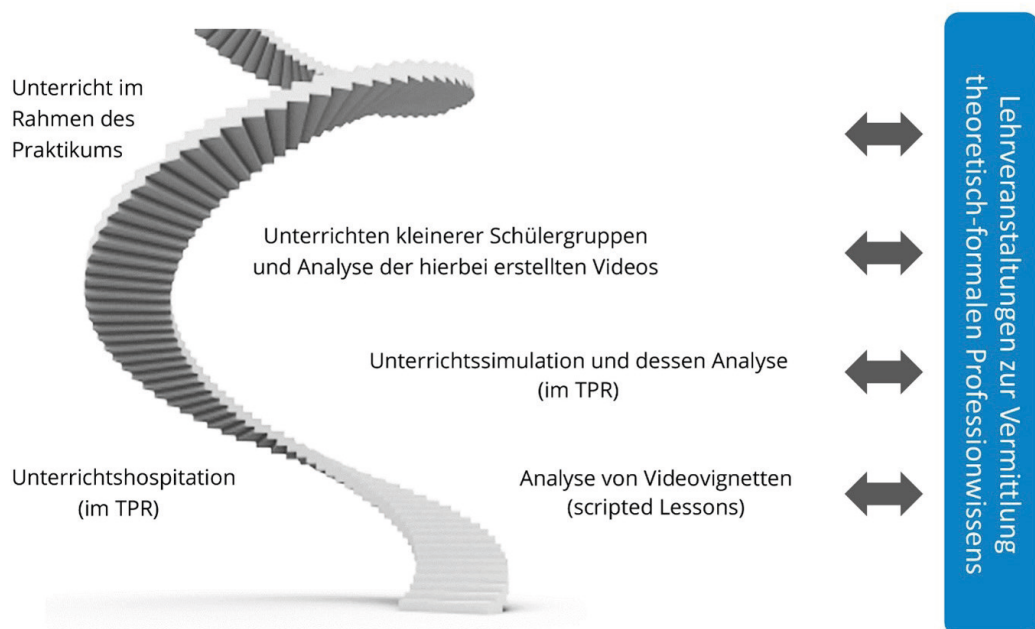 Unterricht im
Rahmen des
Praktikums
Unterrichten kleinerer Schülergruppen
und Analyse der hierbei erstellten Videos
Unterrichtssimulation und dessen Analyse
(im TPR)
Unterrichtshospitation
(im TPR)
Analyse von Videovignetten
(scripted Lessons)
Lehrveranstaltungen zur Vermittlung
theoretisch-formalen Professionwissens